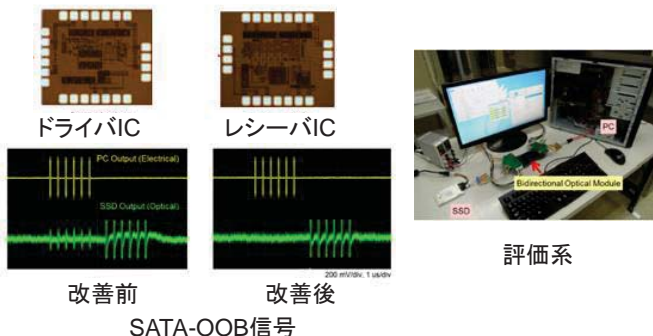 ドライバIC
レシーバIC
PC Output (Electrical)
SSD Output (Optical)
200 mV/div, 1 us/div
改善前
改善後
SATA-OOB信号
PC
Bidirectional Optical Module
SSD
評価系